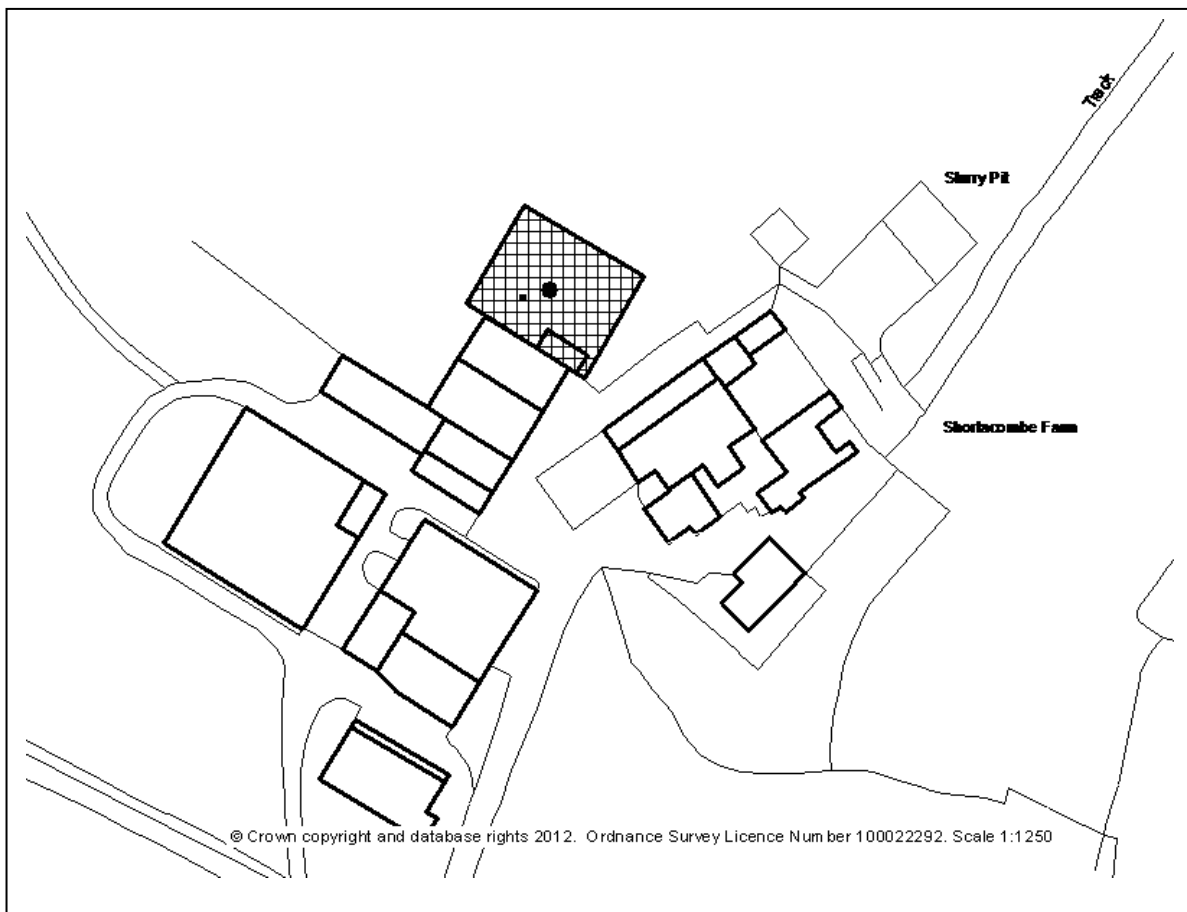 Track
Slurry Pit
Shortacombe Farm
© Crown copyright and database rights 2012. Ordnance Survey Licence Number 100022292. Scale 1:1250